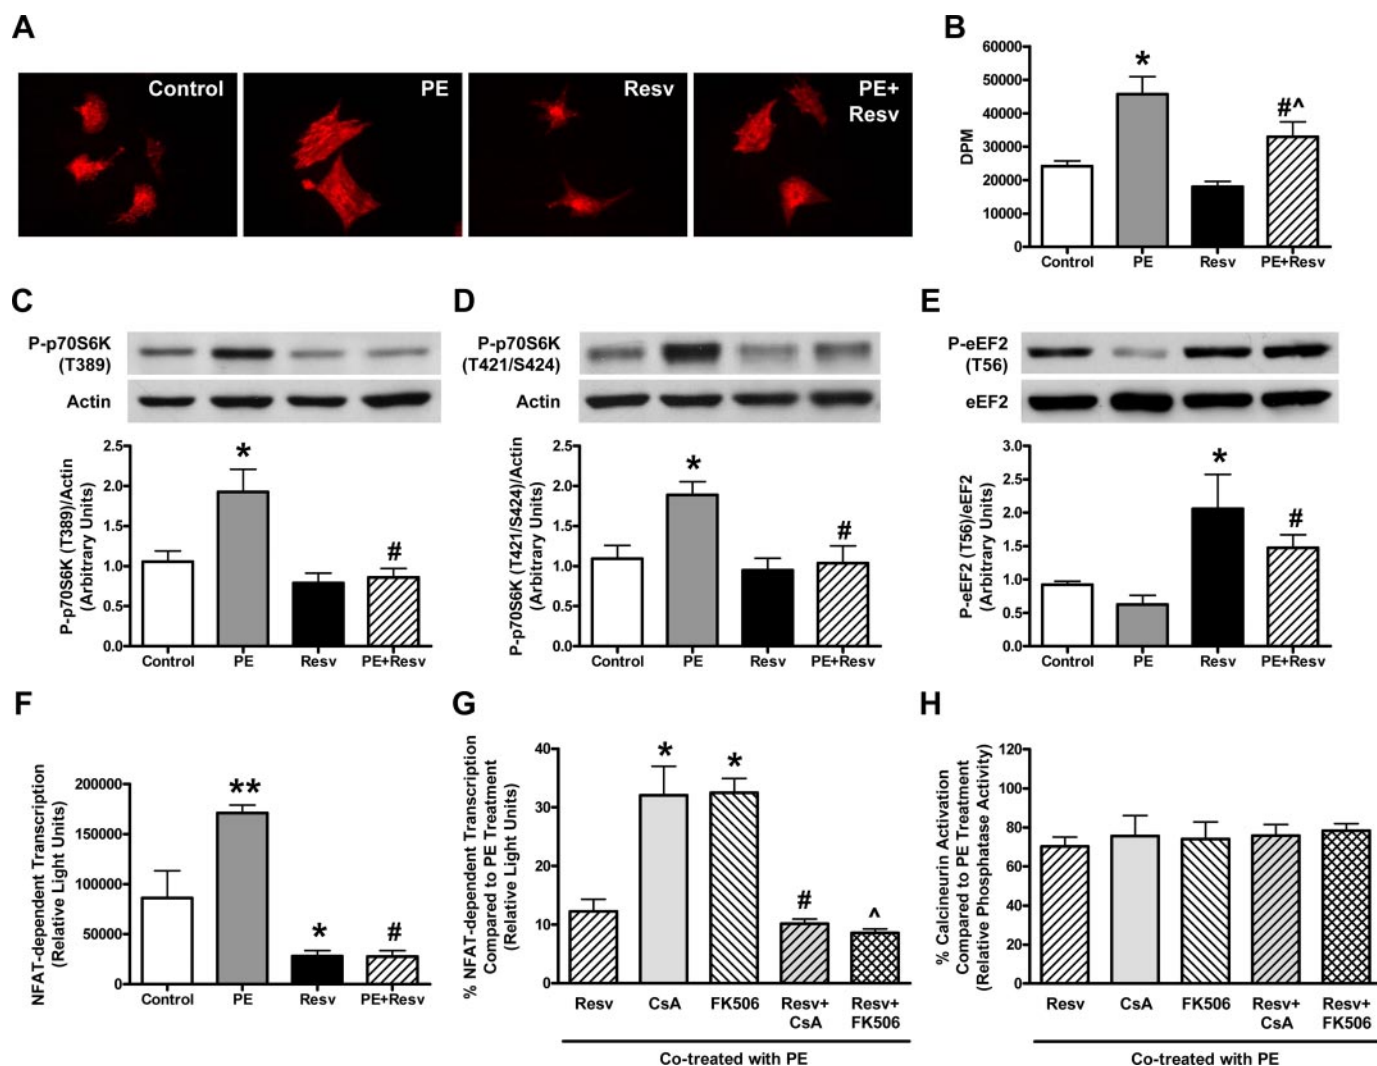 A
Control
PE
Resv
PE+
Resv
B
DPM
60000
50000
40000
30000
20000
10000
0
*
#^
Control PE Resv PE+Resv
C
P-p70S6K
(T389)
Actin
P-p70S6K (T389)/Actin
(Arbitrary Units)
2.5
2.0
1.5
1.0
0.5
0.0
*
#
Control PE Resv PE+Resv
D
P-p70S6K
(T421/S424)
Actin
P-p70S6K (T421/S424)/Actin
(Arbitrary Units)
2.5
2.0
1.5
1.0
0.5
0.0
*
#
Control PE Resv PE+Resv
E
P-eEF2
(T56)
eEF2
P-eEF2 (T56)/eEF2
(Arbitrary Units)
3.0
2.5
2.0
1.5
1.0
0.5
0.0
*
#
Control PE Resv PE+Resv
F
NFAT-dependent Transcription
(Relative Light Units)
200000
150000
100000
50000
0
**
*
#
Control PE Resv PE+Resv
G
% NFAT-dependent Transcription
Compared to PE Treatment
(Relative Light Units)
40
30
20
10
0
*
*
#
^
Resv CsA FK506 Resv+ Resv+
CsA FK506
Co-treated with PE
H
% Calcineurin Activation
Compared to PE Treatment
(Relative Phosphatase Activity)
120
100
80
60
40
20
0
Resv CsA FK506 Resv+ Resv+
CsA FK506
Co-treated with PE